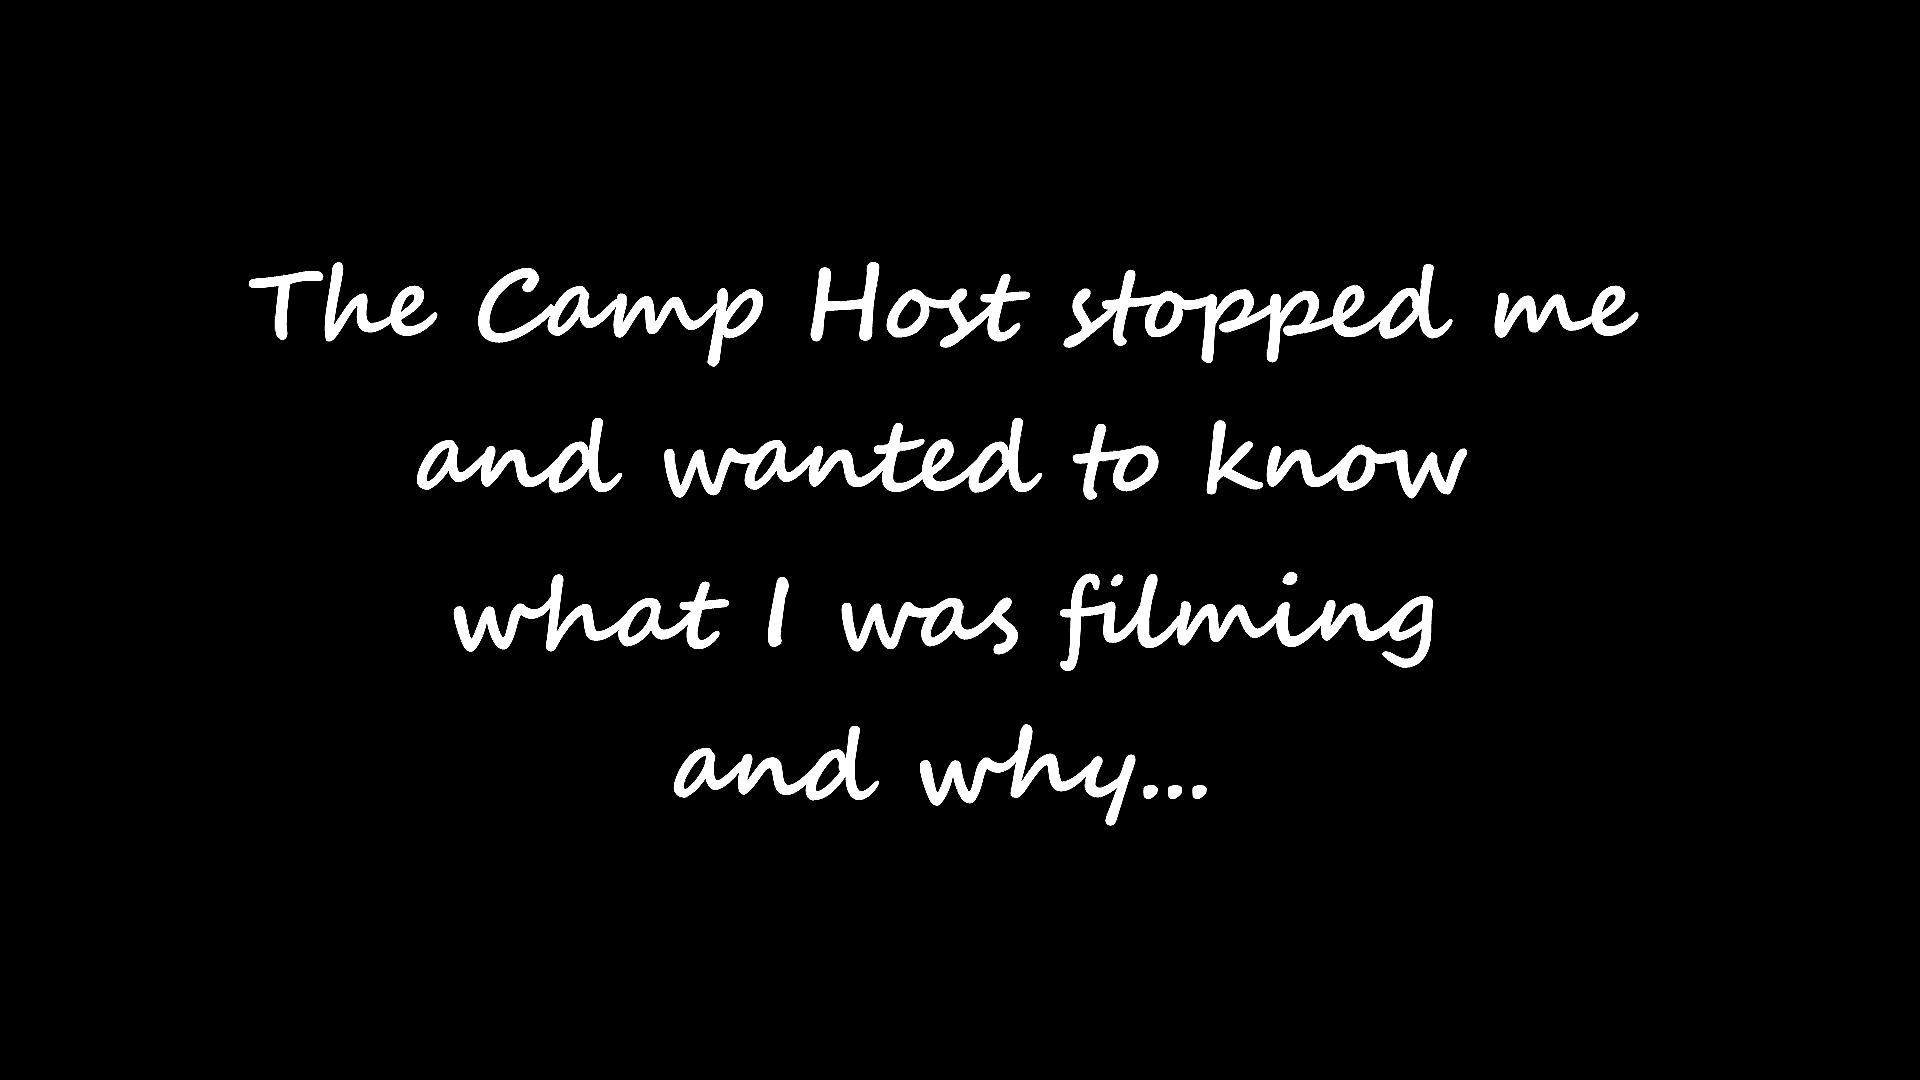 The Camp Host stopped me
and wanted to know
what I was filming
and why...